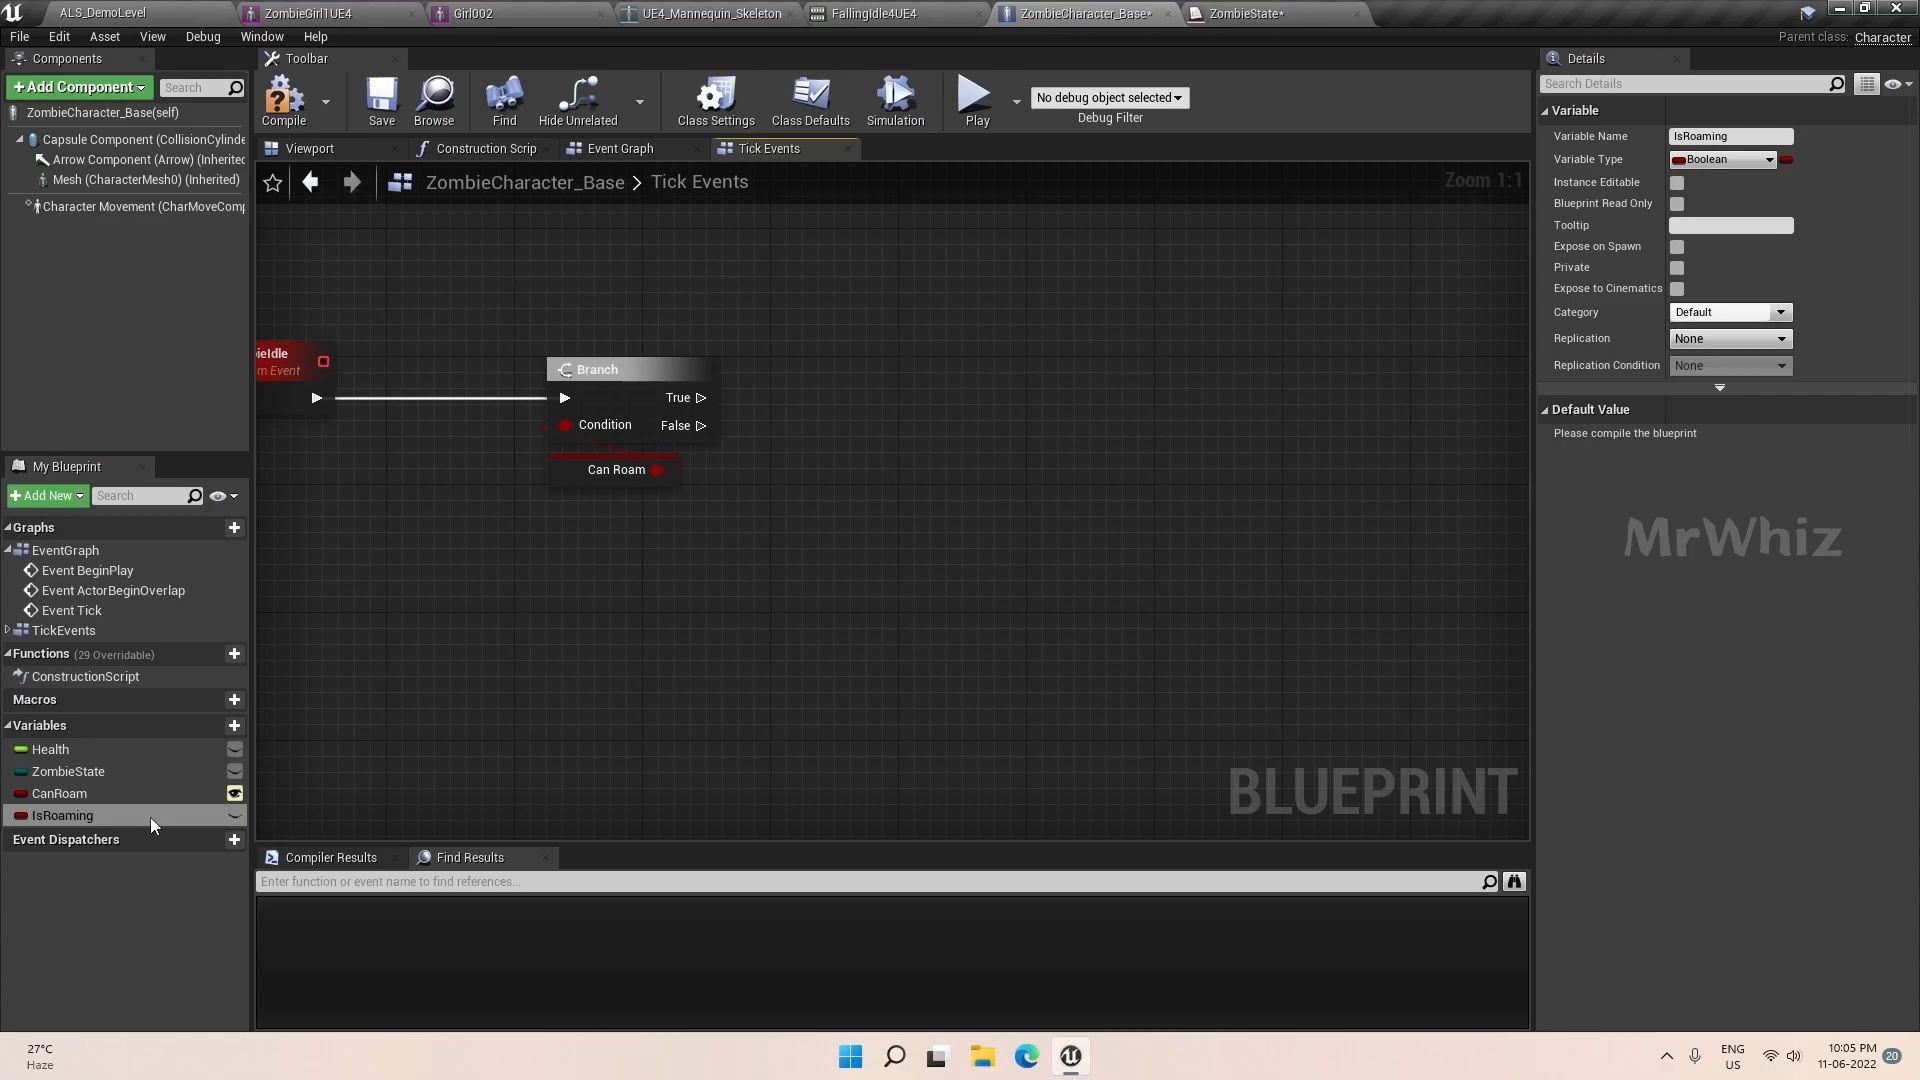 ALS_DemoLevel
ZombieGirl1UE4
Girl002
UE4_Mannequin_Skeleton
FallingIdle4UE4
ZombieCharacter_Base*
ZombieState*
File Edit Asset View Debug Window Help
Parent class: Character
Components
+Add Component
Search
ZombieCharacter_Base(self)
Capsule Component (CollisionCylinde
Arrow Component (Arrow) (Inherited
Mesh (CharacterMesh0) (Inherited)
Character Movement (CharMoveComp
Toolbar
Compile
Save
Browse
Find
Hide Unrelated
Class Settings
Class Defaults
Simulation
Play
No debug object selected
Debug Filter
Viewport
Construction Scrip
Event Graph
Tick Events
ZombieCharacter_Base > Tick Events
Zoom 1:1
ieIdle
m Event
Branch
True
Condition
False
Can Roam
BLUEPRINT
My Blueprint
+Add New
Search
Graphs
EventGraph
Event BeginPlay
Event ActorBeginOverlap
Event Tick
TickEvents
Functions (29 Overridable)
ConstructionScript
Macros
Variables
Health
ZombieState
CanRoam
IsRoaming
Event Dispatchers
Compiler Results
Find Results
Enter function or event name to find references...
Details
Search Details
Variable
Variable Name IsRoaming
Variable Type Boolean
Instance Editable
Blueprint Read Only
Tooltip
Expose on Spawn
Private
Expose to Cinematics
Category Default
Replication None
Replication Condition None
Default Value
Please compile the blueprint
MrWhiz
27°C
Haze
ENG
US
10:05 PM
11-06-2022
20